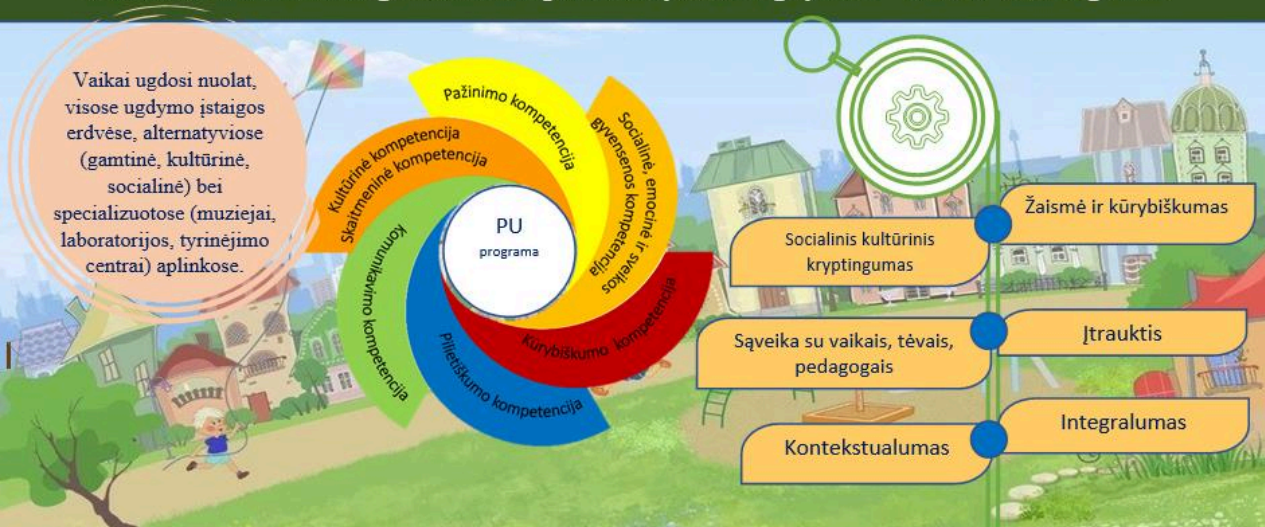 Vaikai ugdosi nuolat,
visose ugdymo įstaigos
erdvėse, alternatyviose
(gamtinė, kultūrinė,
socialinė) bei
specializuotose (muziejai,
laboratorijos, tyrinėjimo
centrai) aplinkose.
Pažinimo kompetencija
Socialinė, emocinė ir sveikos
gyvensenos kompetencija
Kultūrinė kompetencija
Skaitmeninė kompetencija
PU
programa
Komunikavimo kompetencija
Pilietiškumo kompetencija
Kūrybiškumo kompetencija
Žaismė ir kūrybiškumas
Socialinis kultūrinis
kryptingumas
Įtrauktis
Sąveika su vaikais, tėvais,
pedagogais
Integralumas
Kontekstualumas